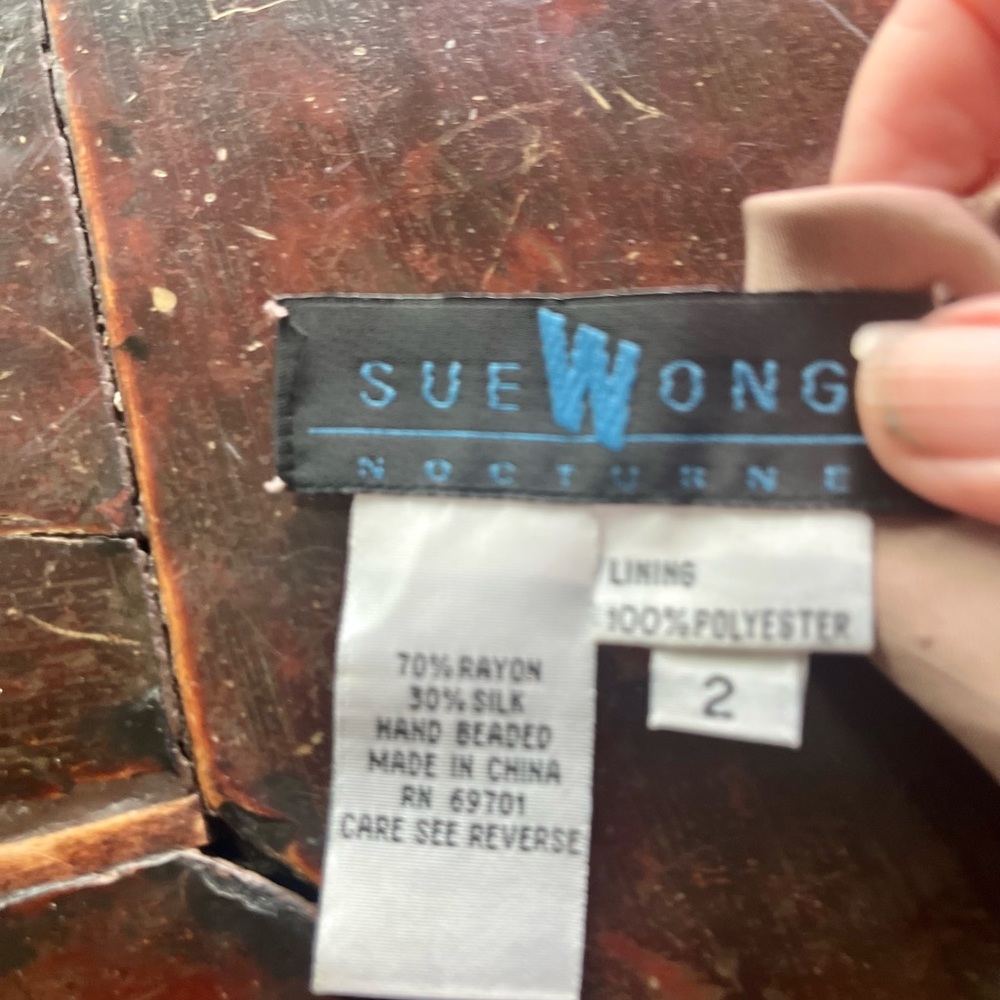 SUE WONG
NOCTURNE
LINING
100% POLYESTER
2
70% RAYON
30% SILK
HAND BEADED
MADE IN CHINA
RN 69701
CARE SEE REVERSE